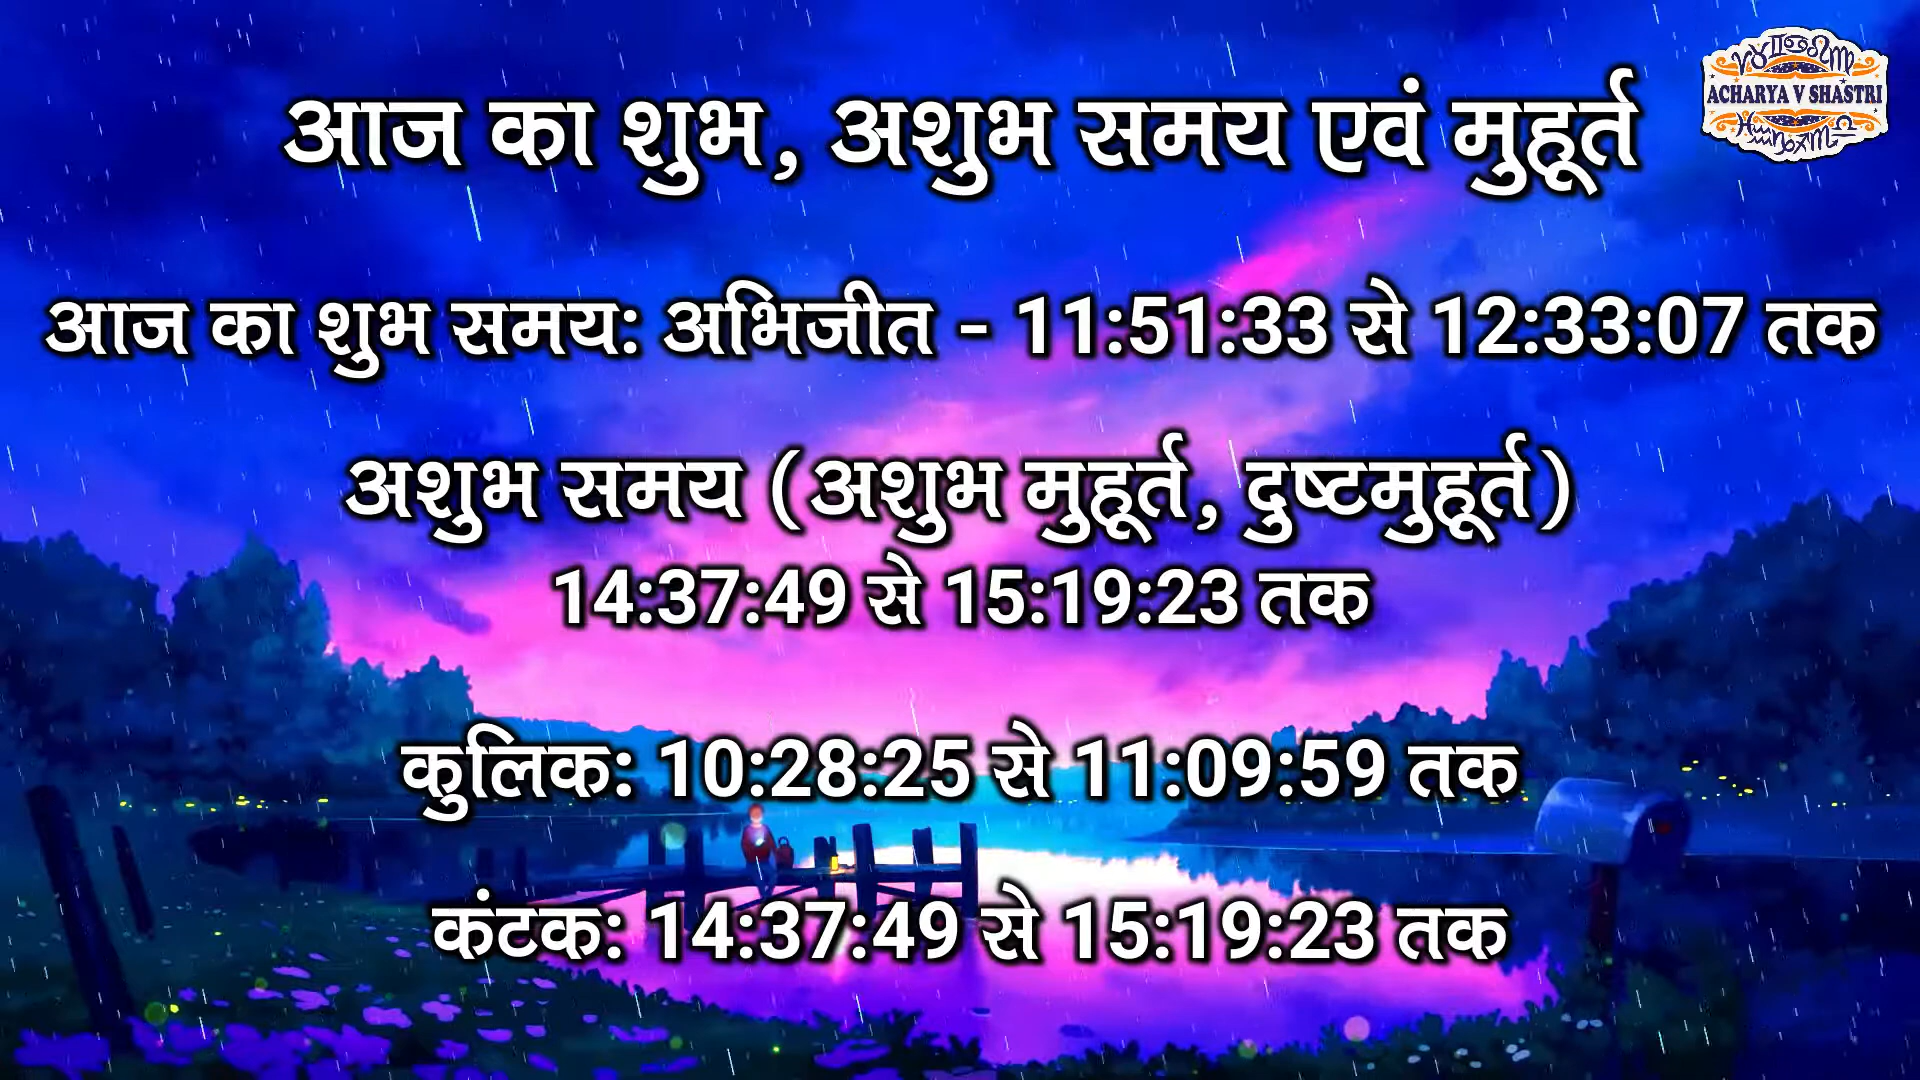 आज का शुभ, अशुभ समय एवं मुहूर्त
ACHARYA V SHASTRI
आज का शुभ समय: अभिजीत - 11:51:33 से 12:33:07 तक
अशुभ समय (अशुभ मुहूर्त, दुष्टमुहूर्त)
14:37:49 से 15:19:23 तक
कुलिक: 10:28:25 से 11:09:59 तक
कंटक: 14:37:49 से 15:19:23 तक